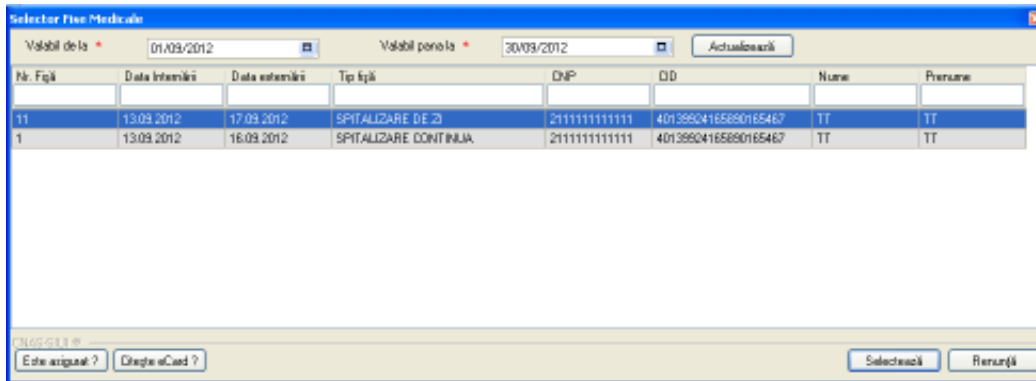 Selector Fise Medicale
Valabil de la * 01/09/2012 Valabil pana la * 30/09/2012 Actualizează
Nr. Fişă Data Internării Data externării Tip fişă CNP CID Nume Prenume
11 13.09.2012 17.09.2012 SPITALIZARE DE ZI 2111111111111 40139924165890165467 TT TT
1 13.09.2012 16.09.2012 SPITALIZARE CONTINUA 2111111111111 40139924165890165467 TT TT
CNAS-SIUI ®
Este asigurat ? Citeşte eCard ? Selectează Renunţă